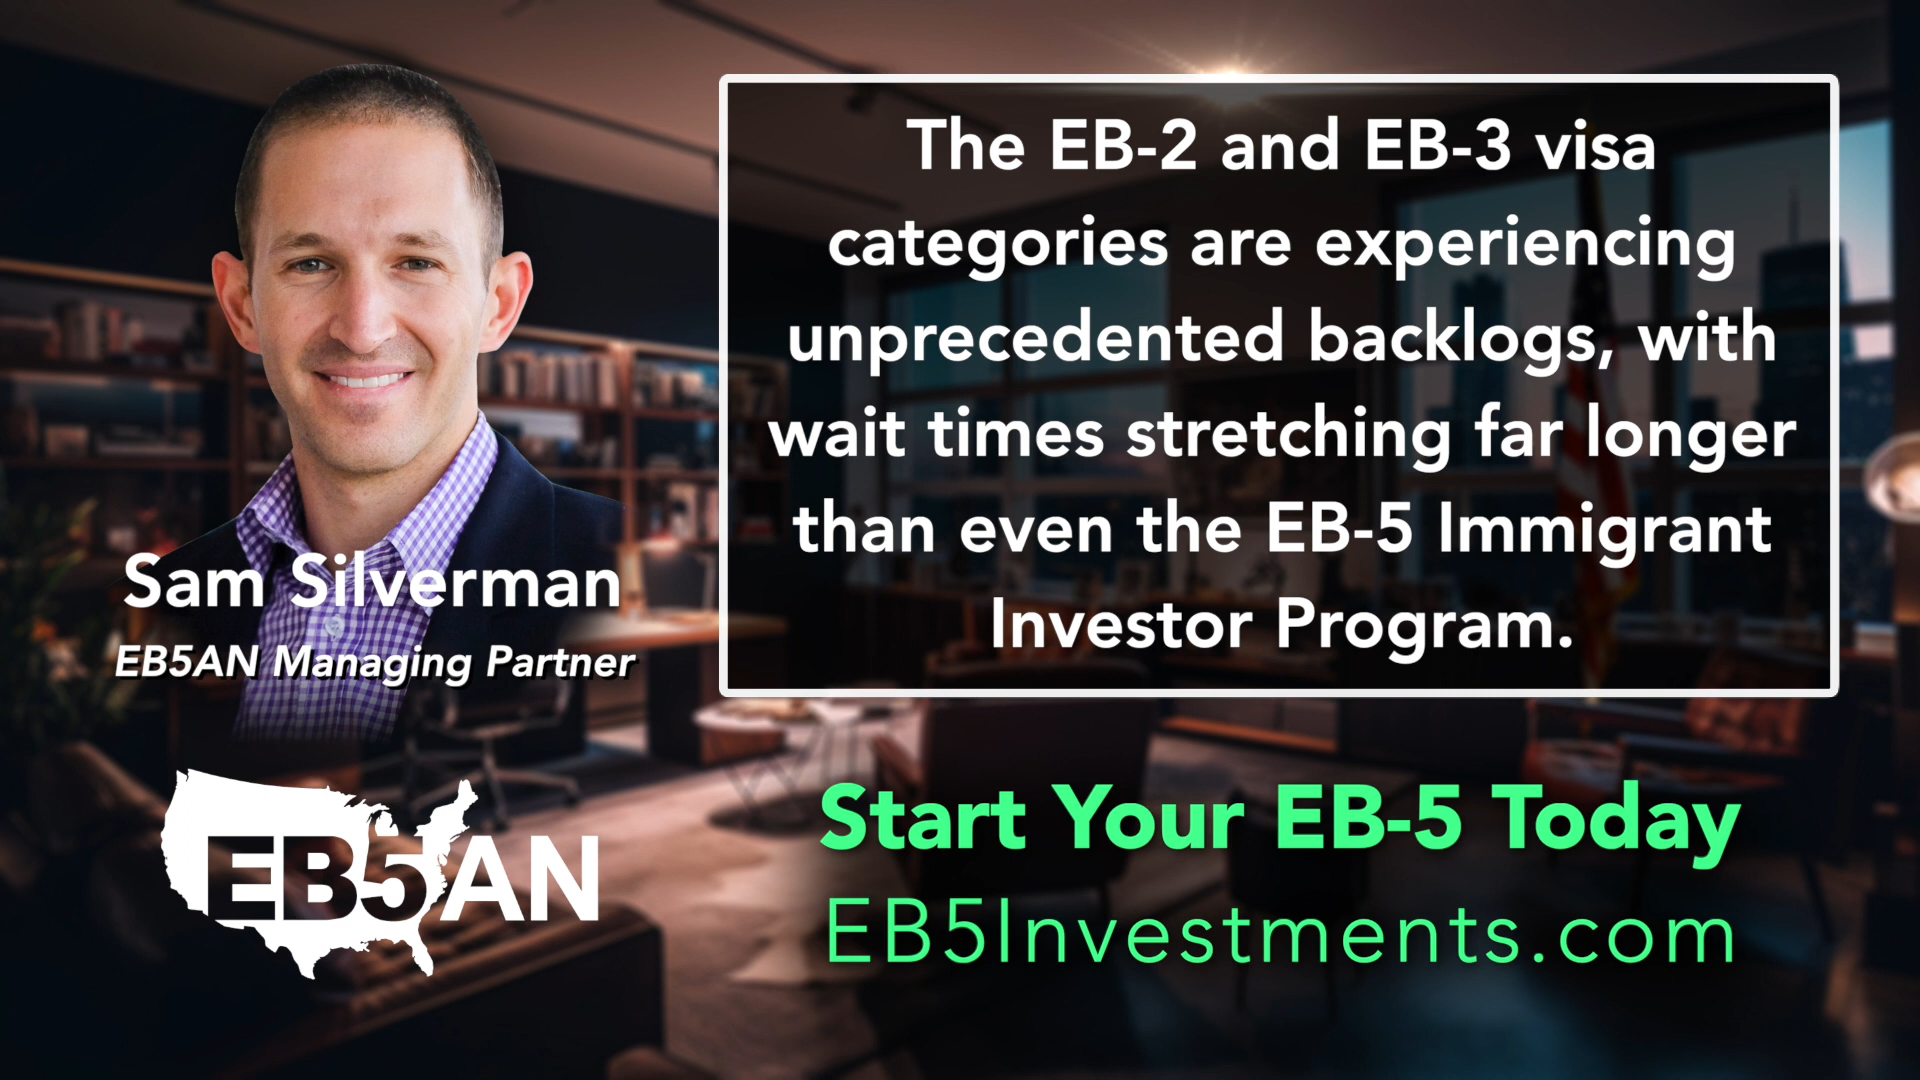 The EB-2 and EB-3 visa
categories are experiencing
unprecedented backlogs, with
wait times stretching far longer
than even the EB-5 Immigrant
Investor Program.
Sam Silverman
EB5AN Managing Partner
EB5AN
Start Your EB-5 Today
EB5Investments.com